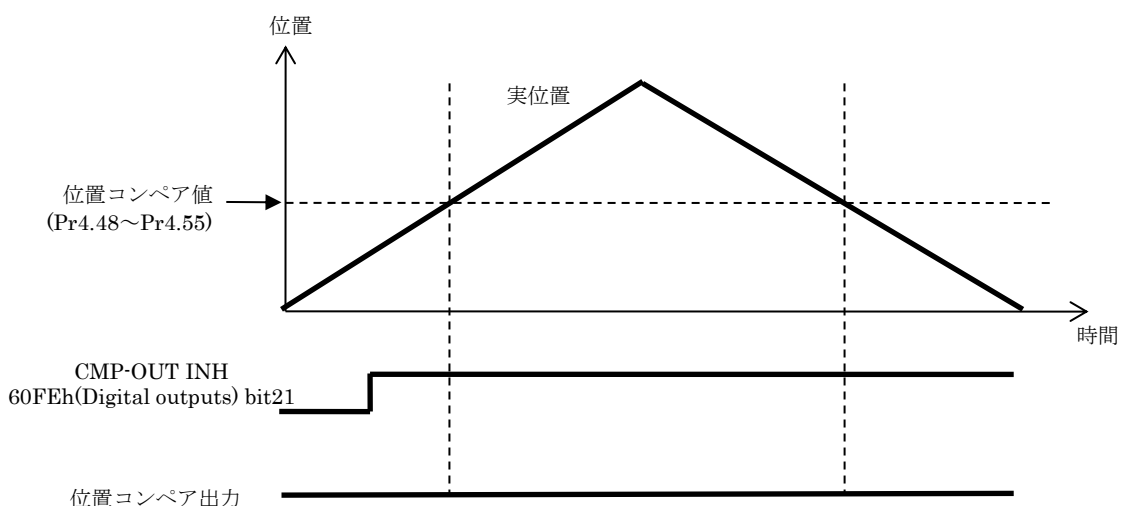 位置
実位置
位置コンペア値
(Pr4.48～Pr4.55)
時間
CMP-OUT INH
60FEh(Digital outputs) bit21
位置コンペア出力